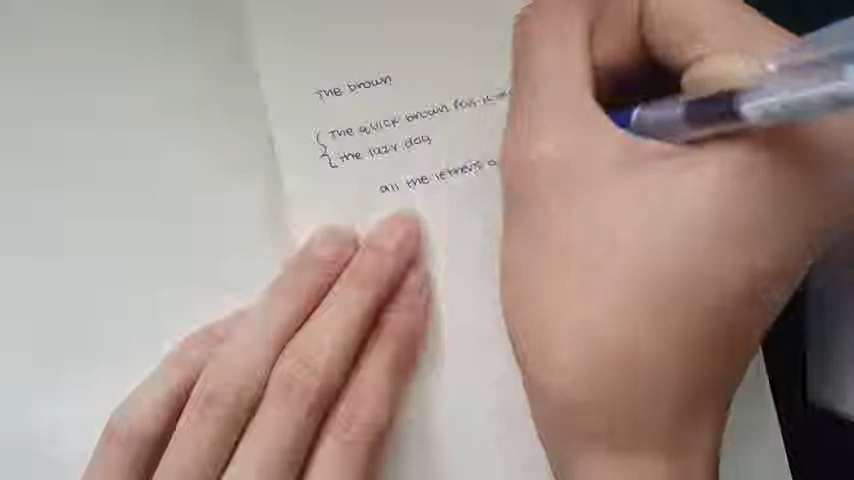 The brown
The quick brown fox
the lazy dog
all the letters